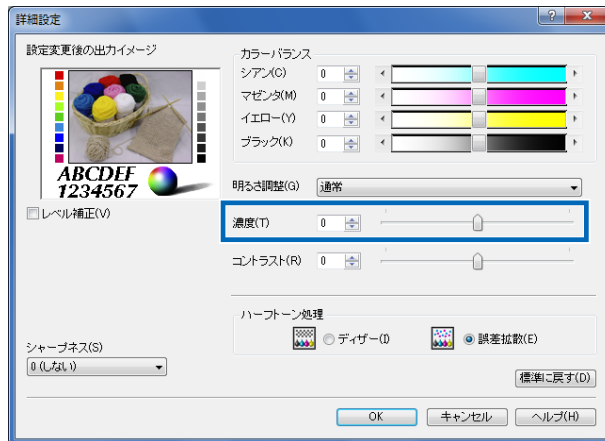 詳細設定
設定変更後の出力イメージ
ABCDEF
1234567
レベル補正(V)
シャープネス(S)
0 (しない)
カラーバランス
シアン(C) 0
マゼンタ(M) 0
イエロー(Y) 0
ブラック(K) 0
明るさ調整(G) 通常
濃度(T) 0
コントラスト(R) 0
ハーフトーン処理
ディザー(I)
誤差拡散(E)
標準に戻す(D)
OK キャンセル ヘルプ(H)